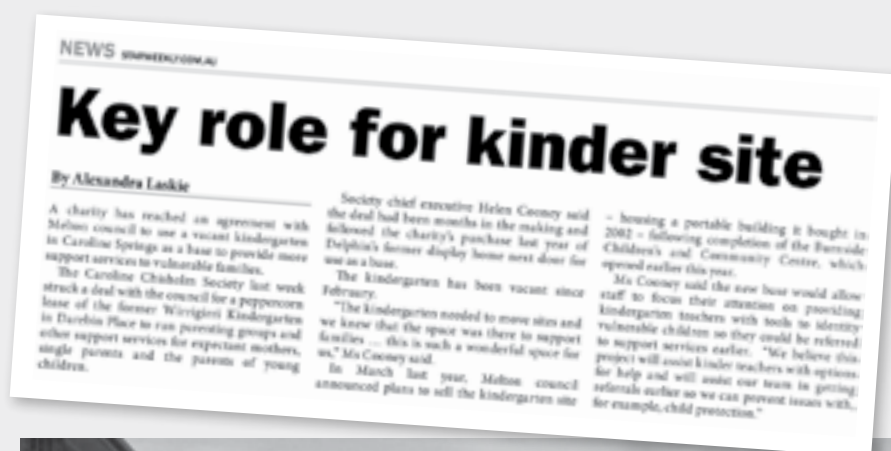 NEWS
Key role for kinder site
By Alexandra Laskie
A charity has reached an agreement with
Melton council to use a vacant kindergarten
in Caroline Springs as a base to provide more
support services to vulnerable families.
The Caroline Chisholm Society last week
struck a deal with the council for a peppercorn
lease of the former Wirrigirri Kindergarten
in Darebin Place to run parenting groups and
other support services for expectant mothers,
single parents and the parents of young
children.
Society chief executive Helen Cooney said
the deal had been months in the making and
followed the charity's purchase last year of
Delphin's former display home next door for
use as a base.
The kindergarten has been vacant since
February.
"The kindergarten needed to move sites and
we knew that the space was there to support
families ... this is such a wonderful space for
us," Ms Cooney said.
In March last year, Melton council
announced plans to sell the kindergarten site
– housing a portable building it bought in
2002 – following completion of the Burnside
Children's and Community Centre, which
opened earlier this year.
Ms Cooney said the new base would allow
staff to focus their attention on providing
kindergarten teachers with tools to identify
vulnerable children so they could be referred
to support services earlier. "We believe this
project will assist kinder teachers with options
for help and will assist our team in getting
referrals earlier so we can prevent issues with,
for example, child protection."